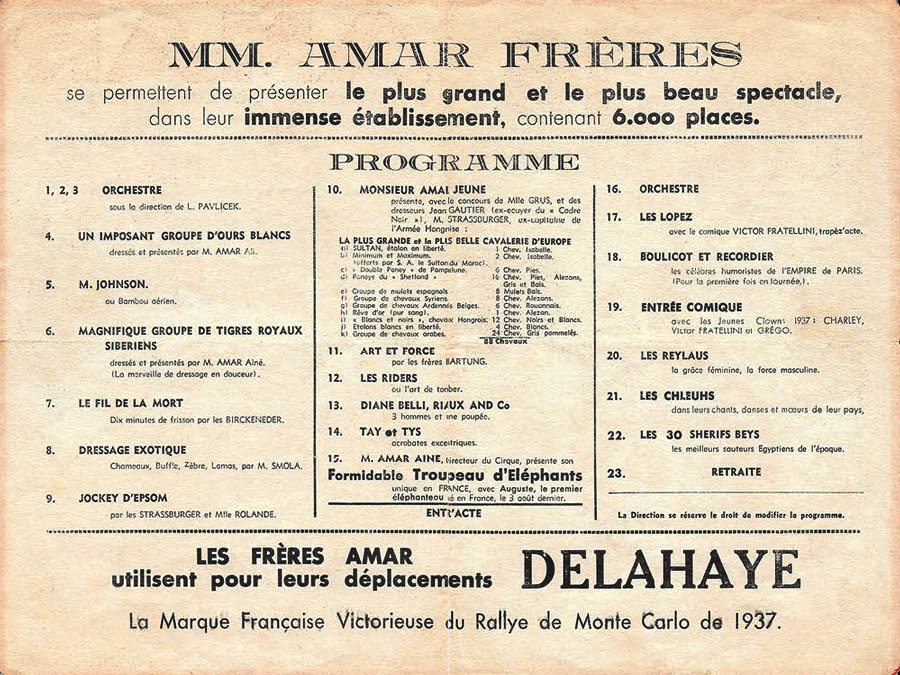 MM. AMAR FRÈRES
se permettent de présenter le plus grand et le plus beau spectacle,
dans leur immense établissement, contenant 6.000 places.
PROGRAMME
1, 2, 3 ORCHESTRE
sous la direction de L. PAVLICEK.
4. UN IMPOSANT GROUPE D'OURS BLANCS
dressés et présentés par M. AMAR Ali.
5. M. JOHNSON.
au Bambou aérien.
6. MAGNIFIQUE GROUPE DE TIGRES ROYAUX
SIBERIENS
dressés et présentés par M. AMAR Aîné.
(La merveille de dressage en douceur).
7. LE FIL DE LA MORT
Dix minutes de frisson par les BIRCKENEDER.
8. DRESSAGE EXOTIQUE
Chameaux, Buffle, Zèbre, Lamas, par M. SMOLA.
9. JOCKEY D'EPSOM
par les STRASSBURGER et Mlle ROLANDE.
10. MONSIEUR AMAR JEUNE
présente, avec le concours de Mlle GRUS, et des
dresseurs Jean GAUTIER (ex-ecuyer du « Cadre
Noir »), M. STRASSBURGER, ex-capitaine de
l'Armée Hongrise :
LA PLUS GRANDE et la PLUS BELLE CAVALERIE D'EUROPE
a) SULTAN, étalon en liberté. 1 Chev. Isabelle.
b) Minimum et Maximum. 2 Chev. Isabelle.
(offerts par S. A. le Sultan du Maroc).
c) « Double Poney » de Pampelune. 6 Chev. Pies.
d) Poneys du « Shetland » 16 Chev. Pies, Alezans,
Gris et Bais.
e) Groupe de mulets espagnols 8 Mulets Bais.
f) Groupe de chevaux Syriens. 8 Chev. Alezans.
g) Groupe de chevaux Ardennés Belges. 6 Chev. Rouannais.
h) Rêve d'or (pur sang). 1 Chev. Alezan.
i) « Blancs et noirs », chevaux Hongrois 12 Chev. Noirs et Blancs.
j) Etalons blancs en liberté. 4 Chev. Blancs.
k) Groupe de chevaux arabes. 24 Chev. Gris pommelés.
88 Chevaux
11. ART ET FORCE
par les frères BARTUNG.
12. LES RIDERS
ou l'art de tomber.
13. DIANE BELLI, RIAUX AND Co
3 hommes et une poupée.
14. TAY et TYS
acrobates excentriques.
15. M. AMAR AINE, directeur du Cirque, présente son
Formidable Troupeau d'Eléphants
unique en FRANCE, avec Auguste, le premier
éléphanteau né en France, le 3 août dernier.
ENTR'ACTE
16. ORCHESTRE
17. LES LOPEZ
avec le comique VICTOR FRATELLINI, trapèz'acte.
18. BOULICOT ET RECORDIER
les célèbres humoristes de l'EMPIRE de PARIS.
(Pour la première fois en tournée).
19. ENTRÉE COMIQUE
avec les Jeunes Clowns 1937 : CHARLEY,
Victor FRATELLINI et GRÉGO.
20. LES REYLAUS
la grâce féminine, la force masculine.
21. LES CHLEUHS
dans leurs chants, danses et mœurs de leur pays,
22. LES 30 SHERIFS BEYS
les meilleurs sauteurs Egyptiens de l'époque.
23. RETRAITE
La Direction se réserve le droit de modifier le programme.
LES FRÈRES AMAR
utilisent pour leurs déplacements
DELAHAYE
La Marque Française Victorieuse du Rallye de Monte Carlo de 1937.